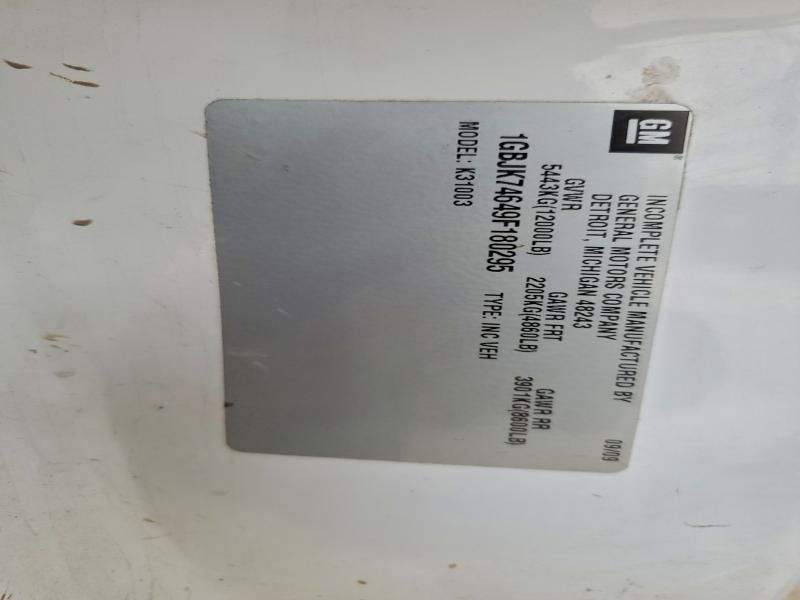 GM
®
INCOMPLETE VEHICLE MANUFACTURED BY
GENERAL MOTORS COMPANY
DETROIT, MICHIGAN 48243
09/09
GVWR GAWR FRT GAWR RR
5443KG(12000LB) 2205KG(4860LB) 3901KG(8600LB)
1GBJK74649F180295 TYPE: INC VEH
MODEL: K31003